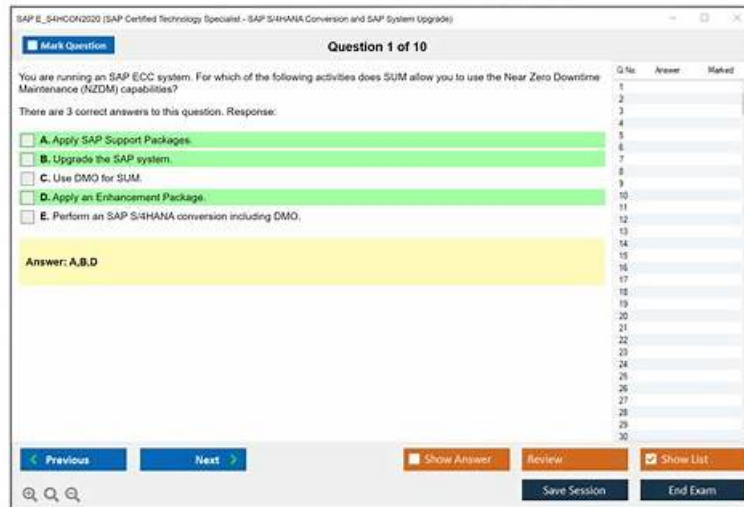 SAP E_S4HCON2020 (SAP Certified Technology Specialist - SAP S/4HANA Conversion and SAP System Upgrade)
Mark Question
Question 1 of 10
Q.No. Answer Marked
You are running an SAP ECC system. For which of the following activities does SUM allow you to use the Near Zero Downtime
Maintenance (NZDM) capabilities?
There are 3 correct answers to this question. Response:
A. Apply SAP Support Packages.
B. Upgrade the SAP system.
C. Use DMO for SUM.
D. Apply an Enhancement Package.
E. Perform an SAP S/4HANA conversion including DMO.
Answer: A,B,D
1
2
3
4
5
6
7
8
9
10
11
12
13
14
15
16
17
18
19
20
21
22
23
24
25
26
27
28
29
30
Previous
Next
Show Answer
Review
Show List
Save Session
End Exam